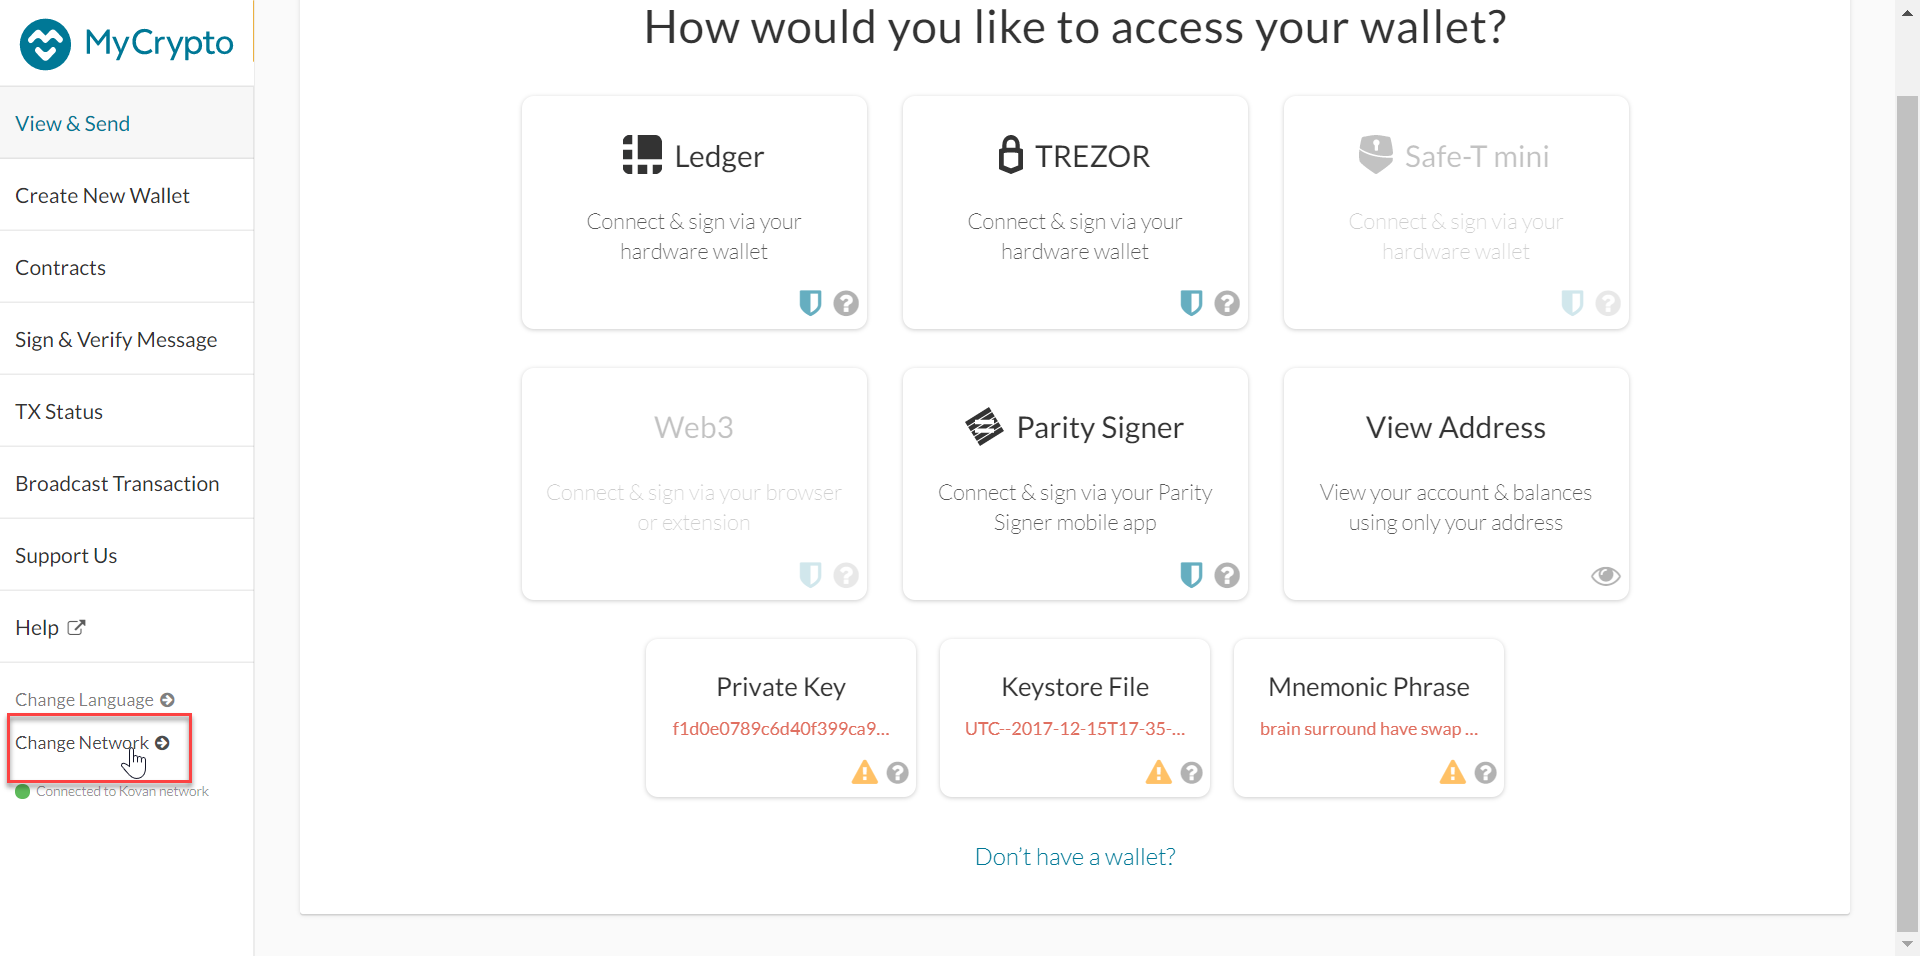 MyCrypto
View & Send
Create New Wallet
Contracts
Sign & Verify Message
TX Status
Broadcast Transaction
Support Us
Help
Change Language
Change Network
Connected to Kovan network
How would you like to access your wallet?
Ledger
Connect & sign via your
hardware wallet
TREZOR
Connect & sign via your
hardware wallet
Safe-T mini
Connect & sign via your
hardware wallet
Web3
Connect & sign via your browser
or extension
Parity Signer
Connect & sign via your Parity
Signer mobile app
View Address
View your account & balances
using only your address
Private Key
f1d0e0789c6d40f399ca9...
Keystore File
UTC--2017-12-15T17-35-...
Mnemonic Phrase
brain surround have swap ...
Don't have a wallet?